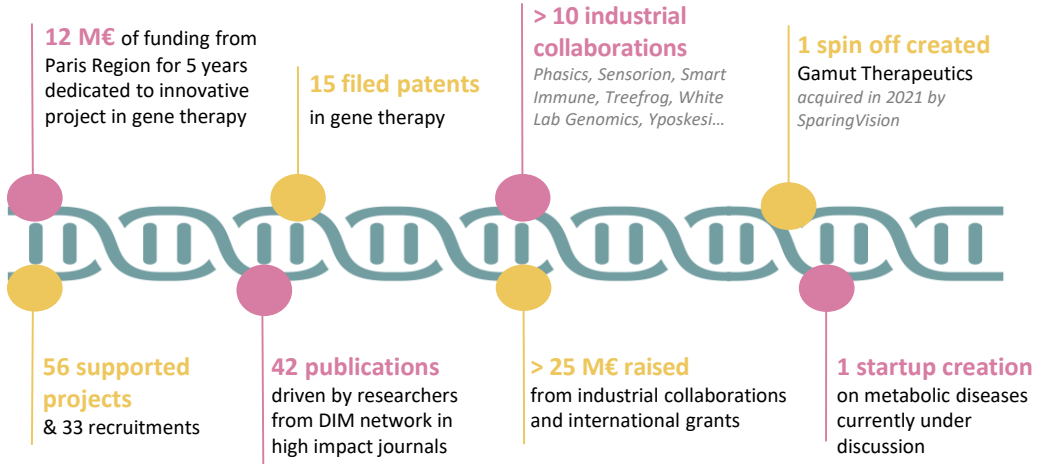 12 M€ of funding from
Paris Region for 5 years
dedicated to innovative
project in gene therapy
15 filed patents
in gene therapy
> 10 industrial
collaborations
Phasics, Sensorion, Smart
Immune, Treefrog, White
Lab Genomics, Yposkesi…
1 spin off created
Gamut Therapeutics
acquired in 2021 by
SparingVision
56 supported
projects
& 33 recruitments
42 publications
driven by researchers
from DIM network in
high impact journals
> 25 M€ raised
from industrial collaborations
and international grants
1 startup creation
on metabolic diseases
currently under
discussion